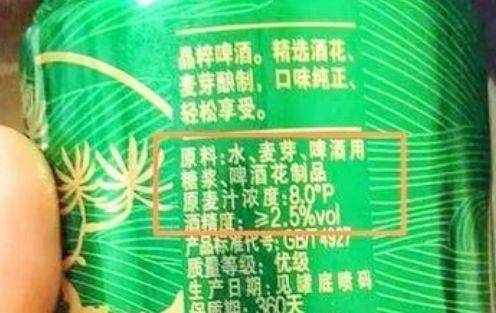 晶粹啤酒。精选酒花、
麦芽酿制，口味纯正、
轻松享受。
原料:水、麦芽、啤酒用
糖浆、啤酒花制品
原麦汁浓度:8.0°P
酒精度: ≥2.5%vol
产品标准代号:GB/T 4927
质量等级:优级
生产日期:见罐底喷码
保质期:360天